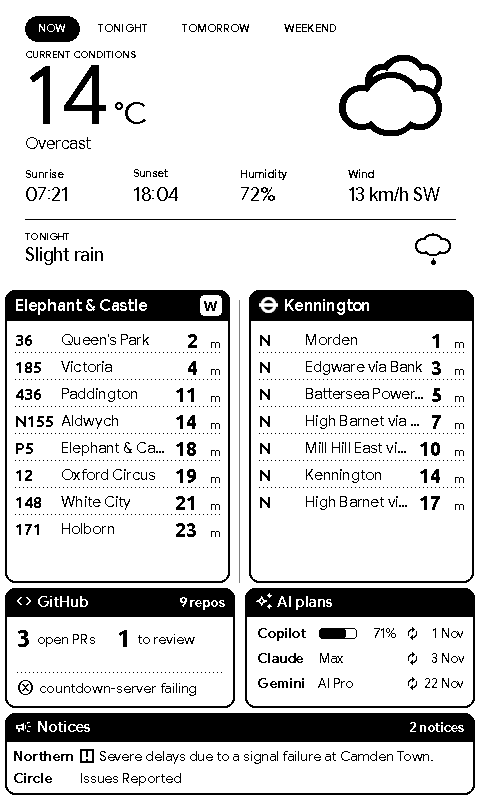 NOW TONIGHT TOMORROW WEEKEND
CURRENT CONDITIONS
14 °C
Overcast
Sunrise Sunset Humidity Wind
07:21 18:04 72% 13 km/h SW
TONIGHT
Slight rain
Elephant & Castle W
36 Queen's Park 2 m
185 Victoria 4 m
436 Paddington 11 m
N155 Aldwych 14 m
P5 Elephant & Ca... 18 m
12 Oxford Circus 19 m
148 White City 21 m
171 Holborn 23 m
Kennington
N Morden 1 m
N Edgware via Bank 3 m
N Battersea Power... 5 m
N High Barnet via ... 7 m
N Mill Hill East vi... 10 m
N Kennington 14 m
N High Barnet vi... 17 m
GitHub 9 repos
3 open PRs 1 to review
countdown-server failing
AI plans
Copilot 71% 1 Nov
Claude Max 3 Nov
Gemini AI Pro 22 Nov
Notices 2 notices
Northern Severe delays due to a signal failure at Camden Town.
Circle Issues Reported